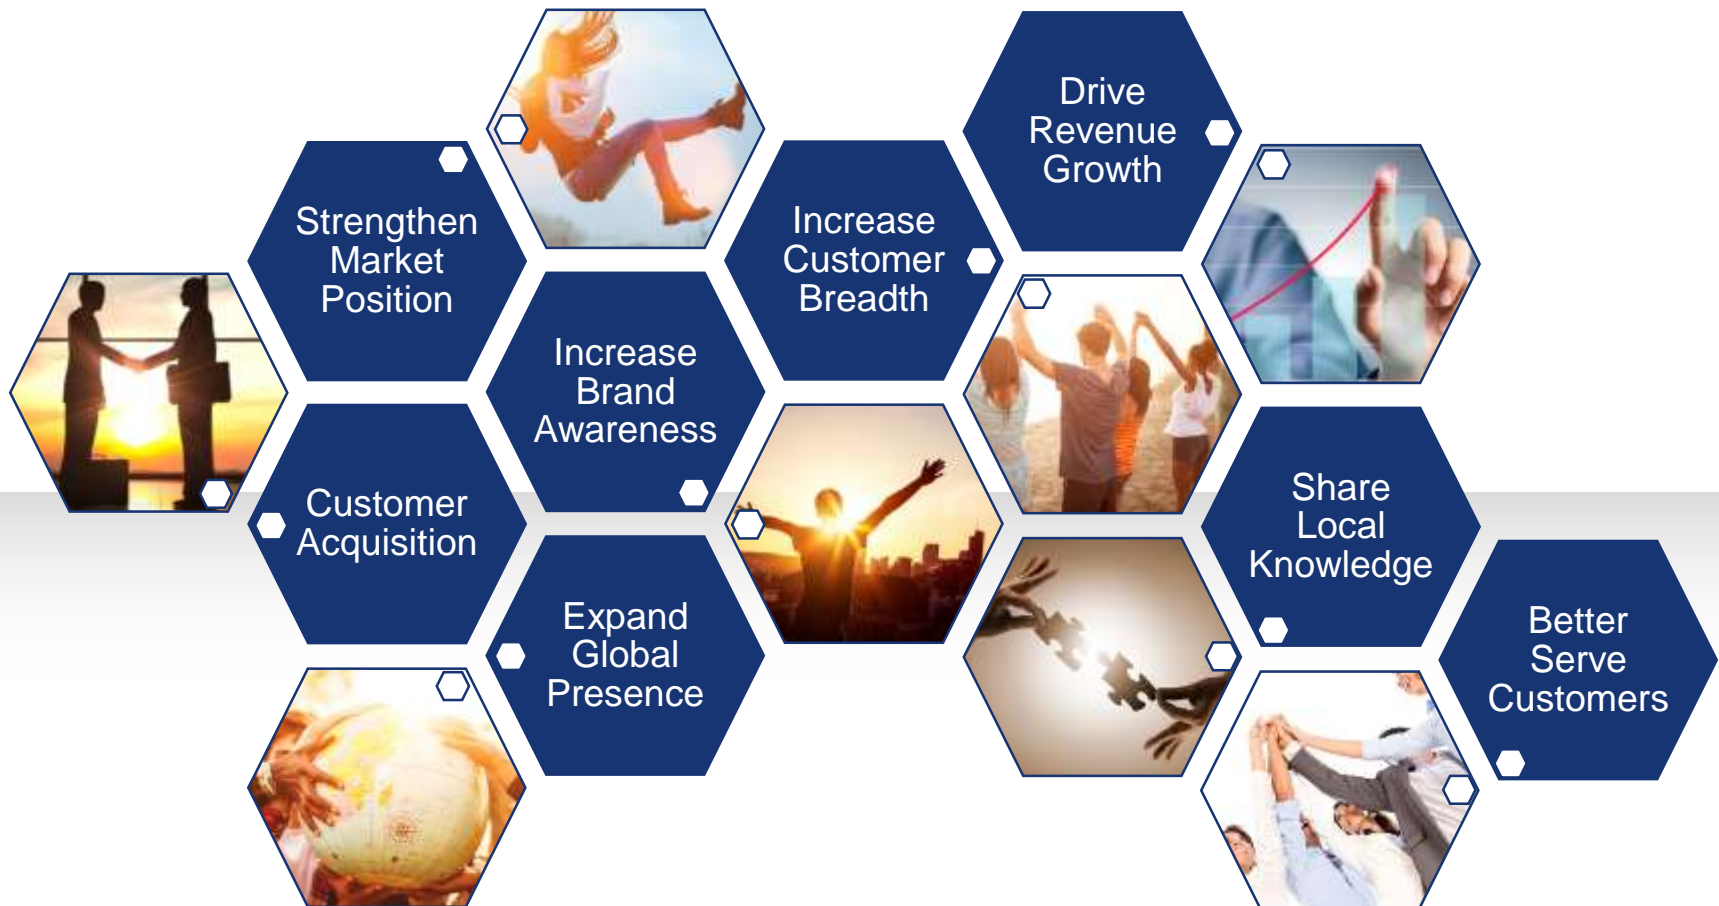 Drive
Revenue
Growth
Strengthen
Market
Position
Increase
Customer
Breadth
Increase
Brand
Awareness
Customer
Acquisition
Share
Local
Knowledge
Expand
Global
Presence
Better
Serve
Customers